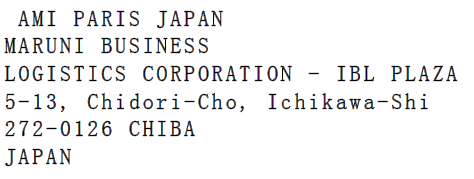 AMI PARIS JAPAN
MARUNI BUSINESS
LOGISTICS CORPORATION - IBL PLAZA
5-13, Chidori-Cho, Ichikawa-Shi
272-0126 CHIBA
JAPAN